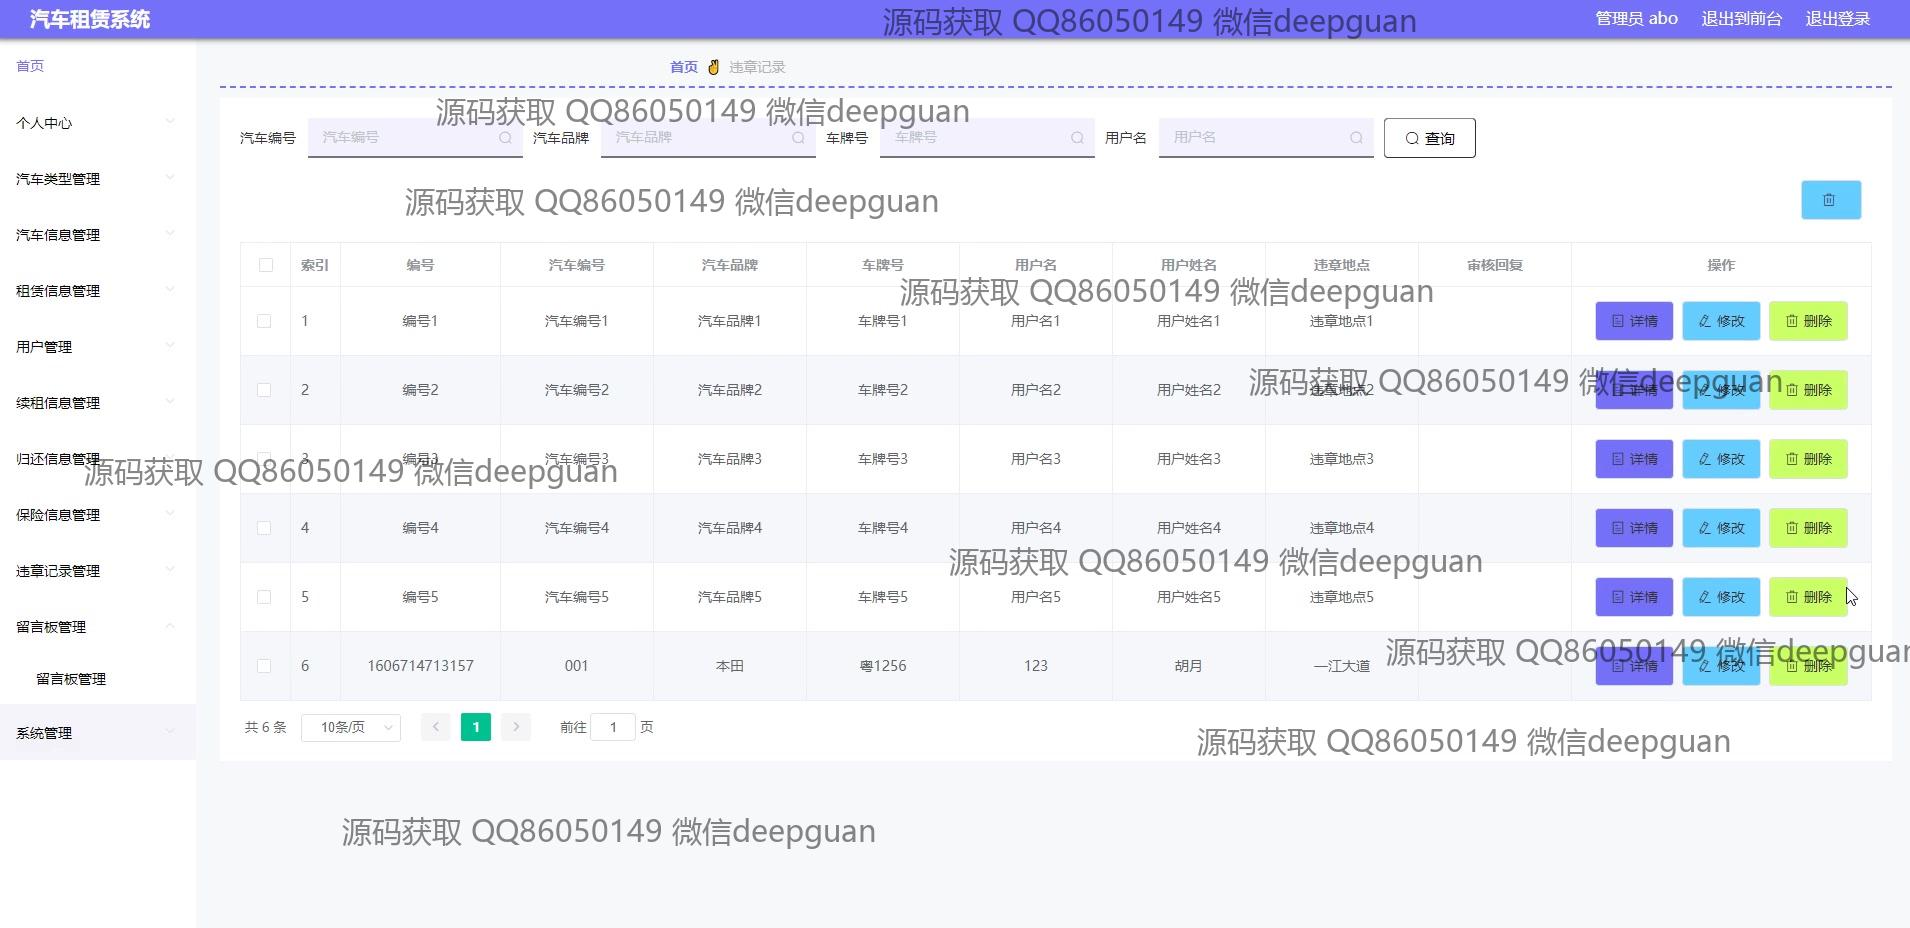 汽车租赁系统
源码获取 QQ86050149 微信deepguan
管理员 abo 退出到前台 退出登录
首页
首页 违章记录
个人中心
源码获取 QQ86050149 微信deepguan
汽车编号 汽车编号 汽车品牌 汽车品牌 车牌号 车牌号 用户名 用户名 查询
汽车类型管理
源码获取 QQ86050149 微信deepguan
汽车信息管理
索引 编号 汽车编号 汽车品牌 车牌号 用户名 用户姓名 违章地点 审核回复 操作
租赁信息管理
源码获取 QQ86050149 微信deepguan
1 编号1 汽车编号1 汽车品牌1 车牌号1 用户名1 用户姓名1 违章地点1 详情 修改 删除
用户管理
源码获取 QQ86050149 微信deepguan
2 编号2 汽车编号2 汽车品牌2 车牌号2 用户名2 用户姓名2 违章地点2 详情 修改 删除
续租信息管理
归还信息管理
3 编号3 汽车编号3 汽车品牌3 车牌号3 用户名3 用户姓名3 违章地点3 详情 修改 删除
源码获取 QQ86050149 微信deepguan
保险信息管理
4 编号4 汽车编号4 汽车品牌4 车牌号4 用户名4 用户姓名4 违章地点4 详情 修改 删除
源码获取 QQ86050149 微信deepguan
违章记录管理
5 编号5 汽车编号5 汽车品牌5 车牌号5 用户名5 用户姓名5 违章地点5 详情 修改 删除
留言板管理
源码获取 QQ86050149 微信deepguan
6 1606714713157 001 本田 粤1256 123 胡月 一江大道 详情 修改 删除
留言板管理
系统管理
共 6 条 10条/页 1 前往 1 页
源码获取 QQ86050149 微信deepguan
源码获取 QQ86050149 微信deepguan